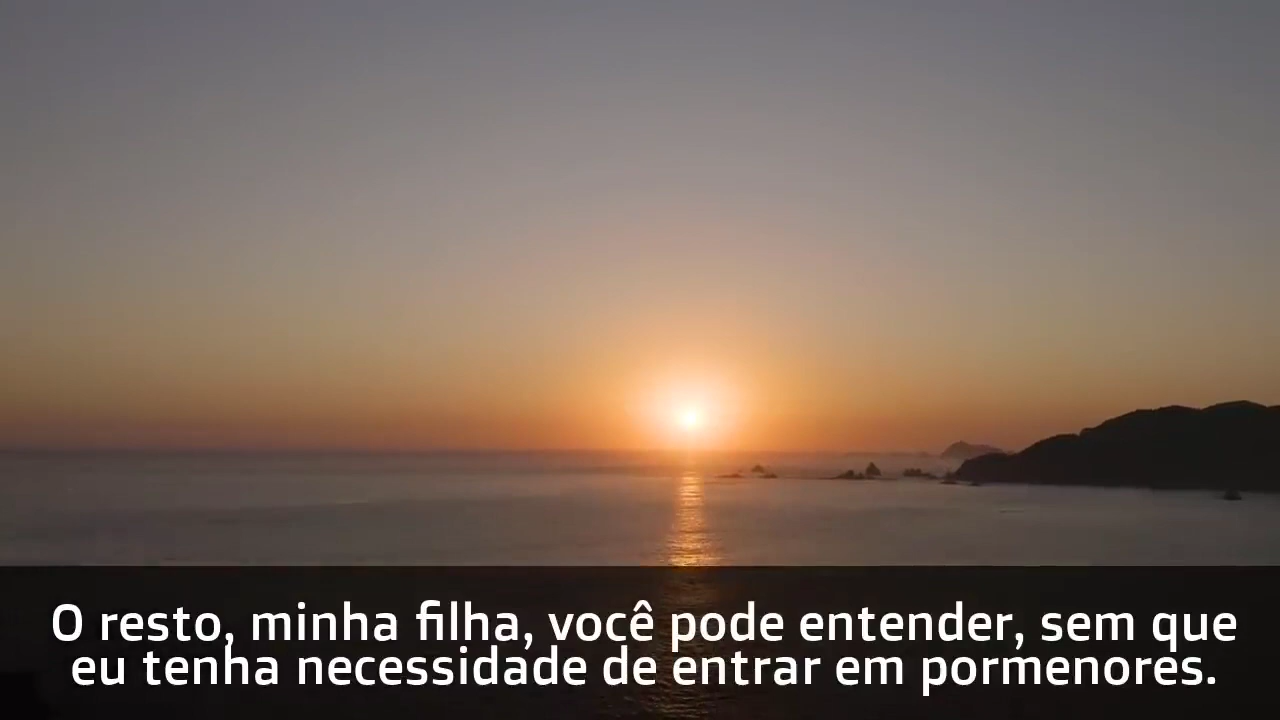 O resto, minha filha, você pode entender, sem que
eu tenha necessidade de entrar em pormenores.